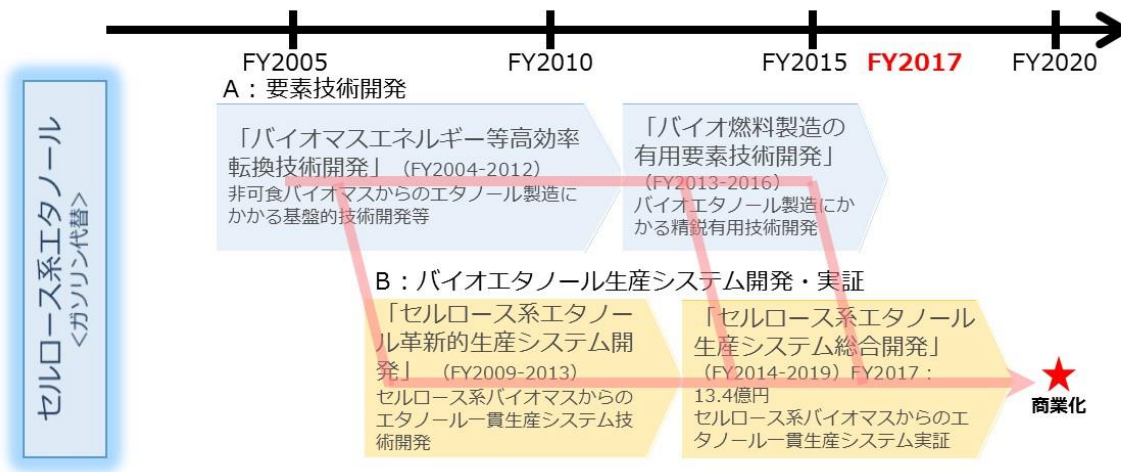 FY2005 FY2010 FY2015 FY2017 FY2020
セルロース系エタノール
<ガソリン代替>
A：要素技術開発
「バイオマスエネルギー等高効率
転換技術開発」（FY2004-2012）
非可食バイオマスからのエタノール製造に
かかる基盤的技術開発等
「バイオ燃料製造の
有用要素技術開発」
（FY2013-2016）
バイオエタノール製造にか
かる精鋭有用技術開発
B：バイオエタノール生産システム開発・実証
「セルロース系エタノー
ル革新的生産システム開
発」（FY2009-2013）
セルロース系バイオマスからの
エタノール一貫生産システム技
術開発
「セルロース系エタノール
生産システム総合開発」
（FY2014-2019）FY2017：
13.4億円
セルロース系バイオマスからのエ
タノール一貫生産システム実証
商業化